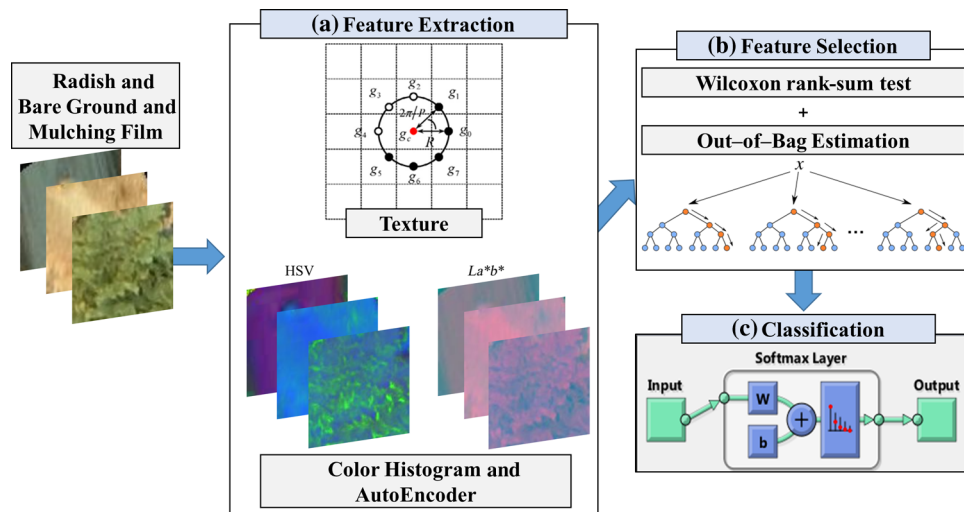 Radish and
Bare Ground and
Mulching Film
(a) Feature Extraction
g2
g3
g1
2π/P
g4
gc
g0
R
g5
g7
g6
Texture
HSV
La*b*
Color Histogram and
AutoEncoder
(b) Feature Selection
Wilcoxon rank-sum test
+
Out–of–Bag Estimation
x
...
(c) Classification
Softmax Layer
Input
W
+
b
Output